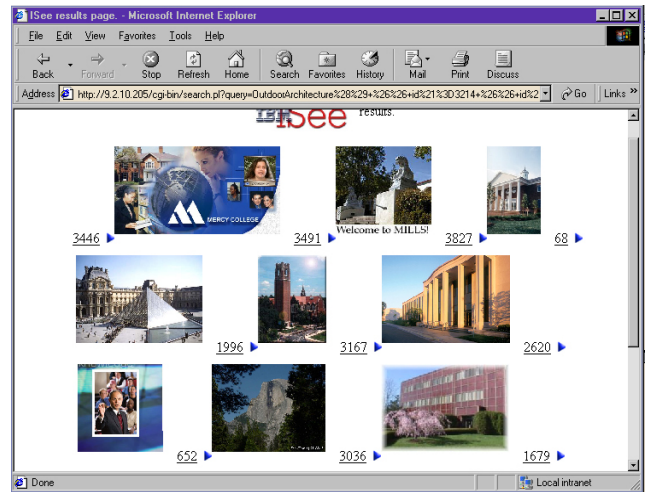 ISee results page. - Microsoft Internet Explorer
File Edit View Favorites Tools Help
Back Forward Stop Refresh Home Search Favorites History Mail Print Discuss
Address http://9.2.10.205/cgi-bin/search.pl?query=OutdoorArchitecture%28%29+%26%26+id%21%3D3214+%26%26+id%2 Go Links »
IBM ISee results.
MERCY COLLEGE
Welcome to MILLS!
3446 3491 3827 68
1996 3167 2620
652 3036 1679
Done Local intranet